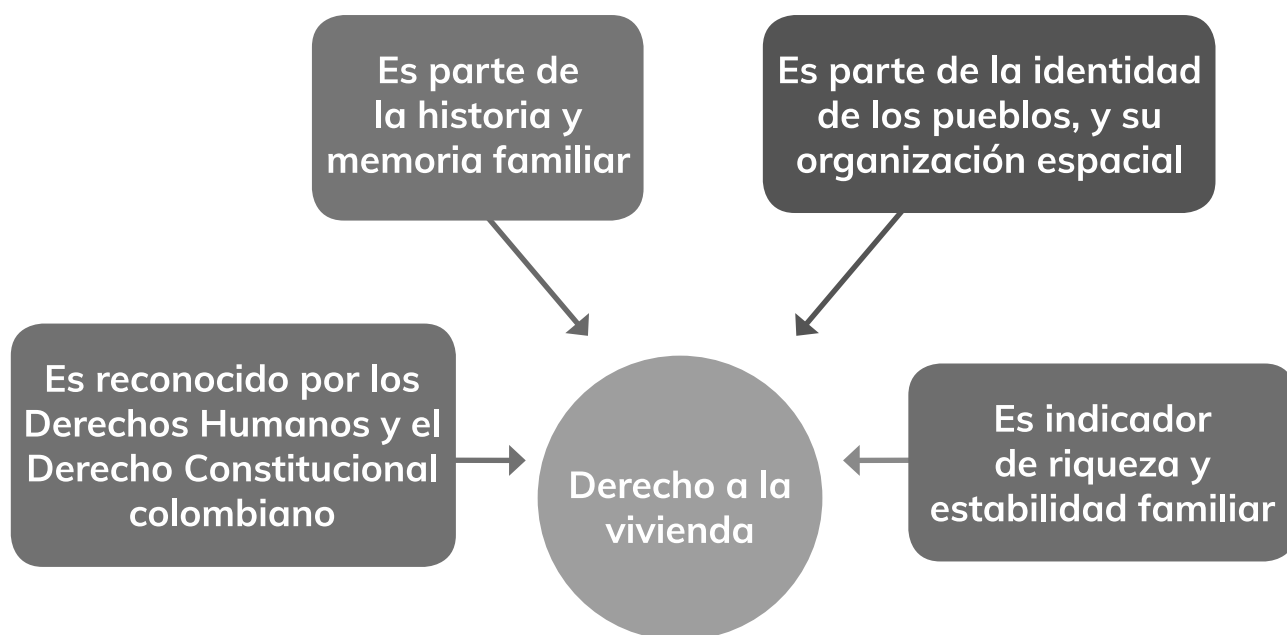 Es parte de
la historia y
memoria familiar
Es parte de la identidad
de los pueblos, y su
organización espacial
Es reconocido por los
Derechos Humanos y el
Derecho Constitucional
colombiano
Derecho a la
vivienda
Es indicador
de riqueza y
estabilidad familiar